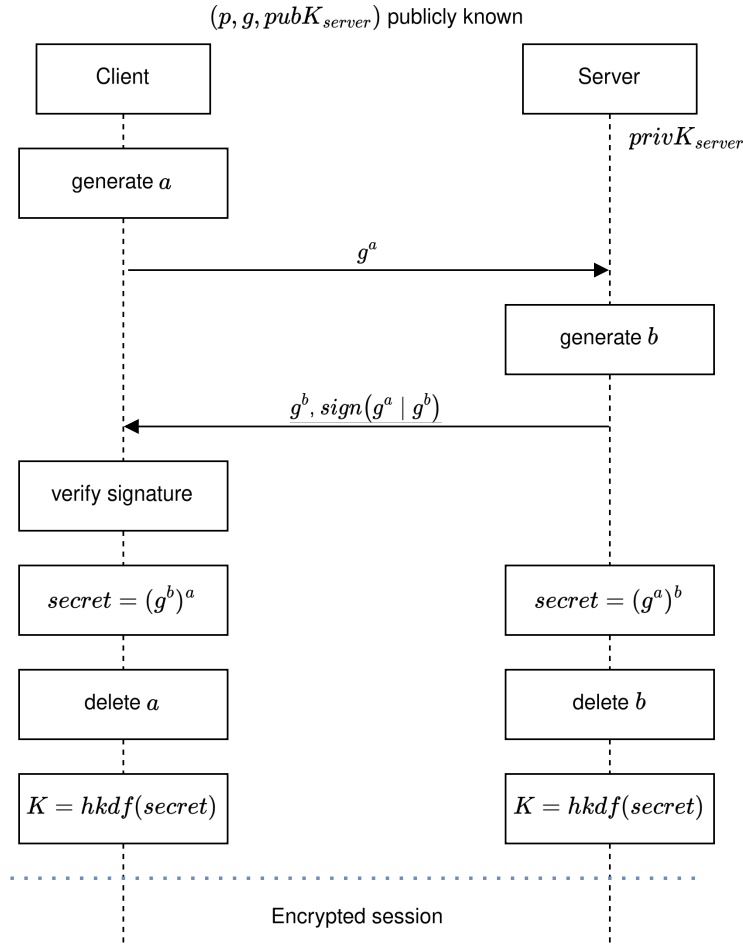 (p, g, pubK_server) publicly known
Client
Server
privK_server
generate a
g^a
generate b
g^b, sign(g^a | g^b)
verify signature
secret = (g^b)^a
secret = (g^a)^b
delete a
delete b
K = hkdf(secret)
K = hkdf(secret)
Encrypted session